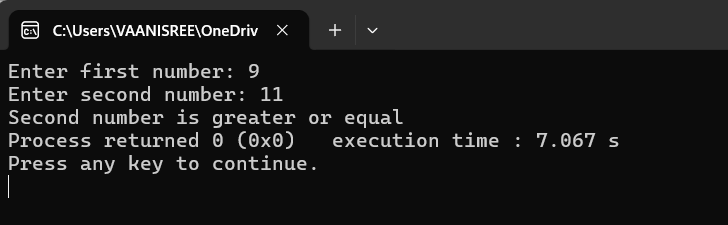 C:\Users\VAANISREE\OneDriv
Enter first number: 9
Enter second number: 11
Second number is greater or equal
Process returned 0 (0x0)   execution time : 7.067 s
Press any key to continue.